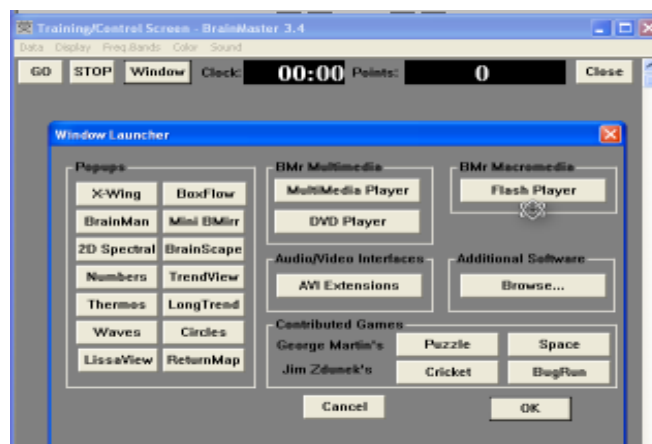 Training/Control Screen - BrainMaster 3.4
Data Display Freq.Bands Color Sound
GO STOP Window Clock: 00:00 Points: 0 Close
Window Launcher
Popups
X-Wing BoxFlow
BrainMan Mini BMirr
2D Spectral BrainScape
Numbers TrendView
Thermos LongTrend
Waves Circles
LissaView ReturnMap
BMr Multimedia
MultiMedia Player
DVD Player
BMr Macromedia
Flash Player
Audio/Video Interfaces
AVI Extensions
Additional Software
Browse...
Contributed Games
George Martin's Puzzle Space
Jim Zdunek's Cricket BugRun
Cancel OK